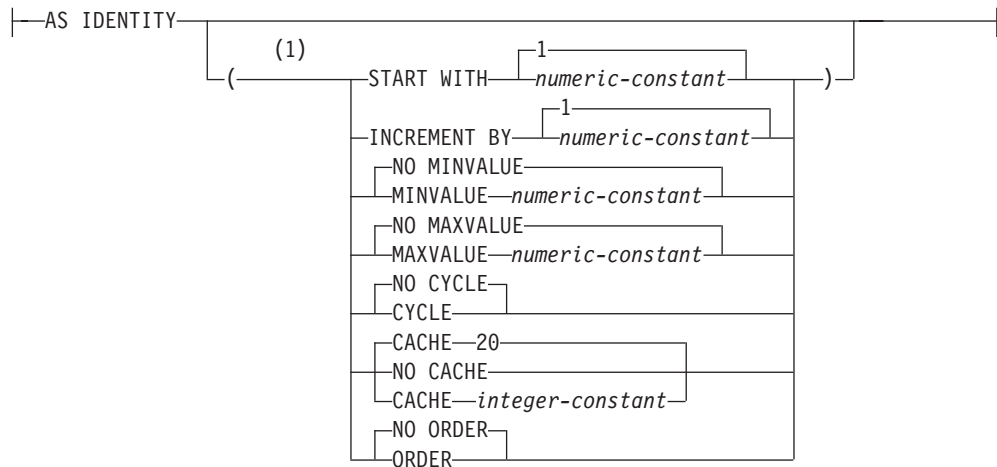 AS IDENTITY
(1)
1
( START WITH numeric-constant )
1
INCREMENT BY numeric-constant
NO MINVALUE
MINVALUE numeric-constant
NO MAXVALUE
MAXVALUE numeric-constant
NO CYCLE
CYCLE
CACHE 20
NO CACHE
CACHE integer-constant
NO ORDER
ORDER